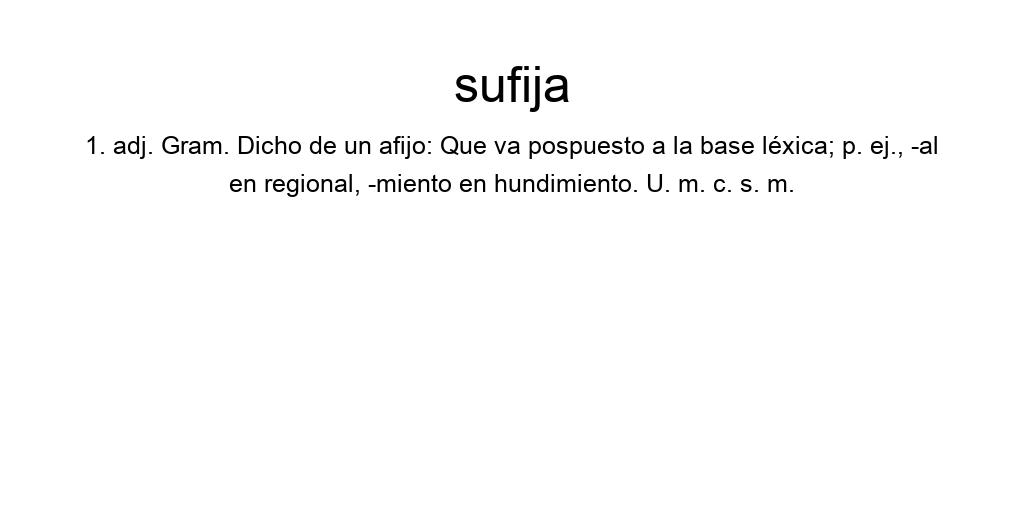 sufija
1. adj. Gram. Dicho de un afijo: Que va pospuesto a la base léxica; p. ej., -al
en regional, -miento en hundimiento. U. m. c. s. m.